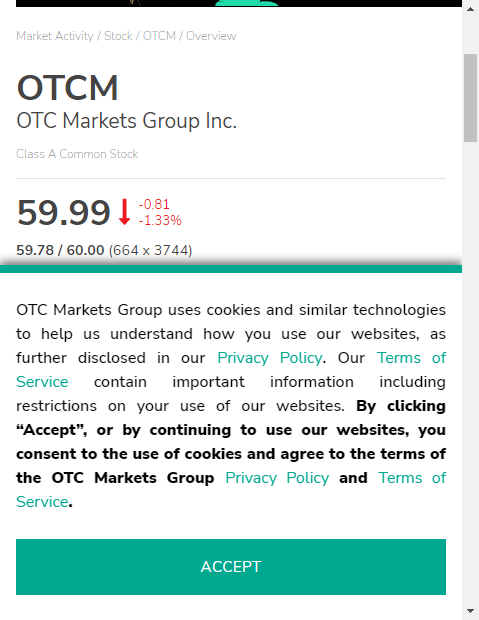 Market Activity / Stock / OTCM / Overview
OTCM
OTC Markets Group Inc.
Class A Common Stock
59.99 -0.81
-1.33%
59.78 / 60.00 (664 x 3744)
OTC Markets Group uses cookies and similar technologies
to help us understand how you use our websites, as
further disclosed in our Privacy Policy. Our Terms of
Service contain important information including
restrictions on your use of our websites. By clicking
“Accept”, or by continuing to use our websites, you
consent to the use of cookies and agree to the terms of
the OTC Markets Group Privacy Policy and Terms of
Service.
ACCEPT